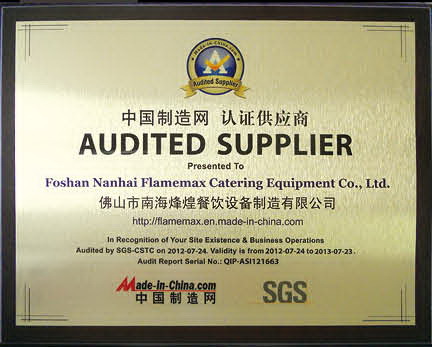 Made-in-China.com
Audited Supplier
中国制造网 认证供应商
AUDITED SUPPLIER
Presented To
Foshan Nanhai Flamemax Catering Equipment Co., Ltd.
佛山市南海烽煌餐饮设备制造有限公司
http://flamemax.en.made-in-china.com
In Recognition of Your Site Existence & Business Operations
Audited by SGS-CSTC on 2012-07-24. Validity is from 2012-07-24 to 2013-07-23.
Audit Report Serial No.: QIP-ASI121663
Made-in-China.com
中国制造网
SGS